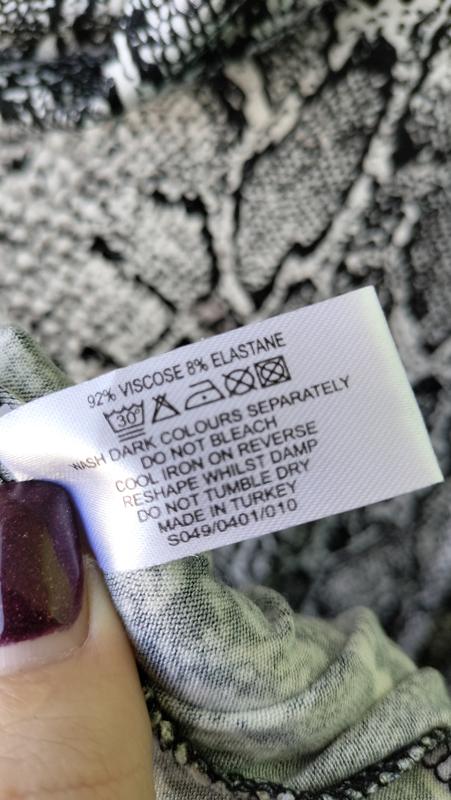 92% VISCOSE 8% ELASTANE
30°
WASH DARK COLOURS SEPARATELY
DO NOT BLEACH
COOL IRON ON REVERSE
RESHAPE WHILST DAMP
DO NOT TUMBLE DRY
MADE IN TURKEY
S049/0401/010